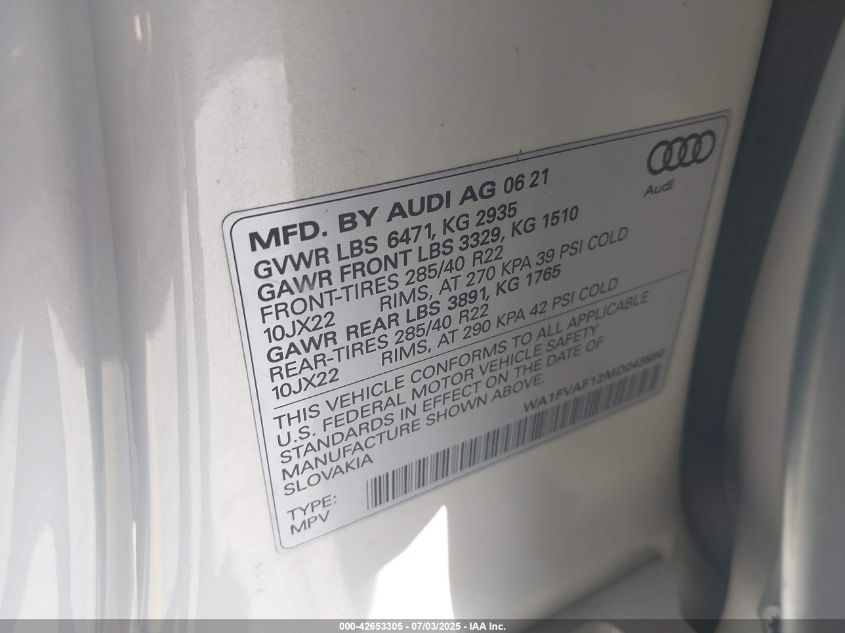 Audi
MFD. BY AUDI AG 06 21
GVWR LBS 6471, KG 2935
GAWR FRONT LBS 3329, KG 1510
FRONT-TIRES 285/40 R22
10JX22 RIMS, AT 270 KPA 39 PSI COLD
GAWR REAR LBS 3891, KG 1765
REAR-TIRES 285/40 R22
10JX22 RIMS, AT 290 KPA 42 PSI COLD
THIS VEHICLE CONFORMS TO ALL APPLICABLE
U.S. FEDERAL MOTOR VEHICLE SAFETY
STANDARDS IN EFFECT ON THE DATE OF
MANUFACTURE SHOWN ABOVE.
SLOVAKIA
TYPE:
MPV
000-42653305 - 07/03/2025 - IAA Inc.